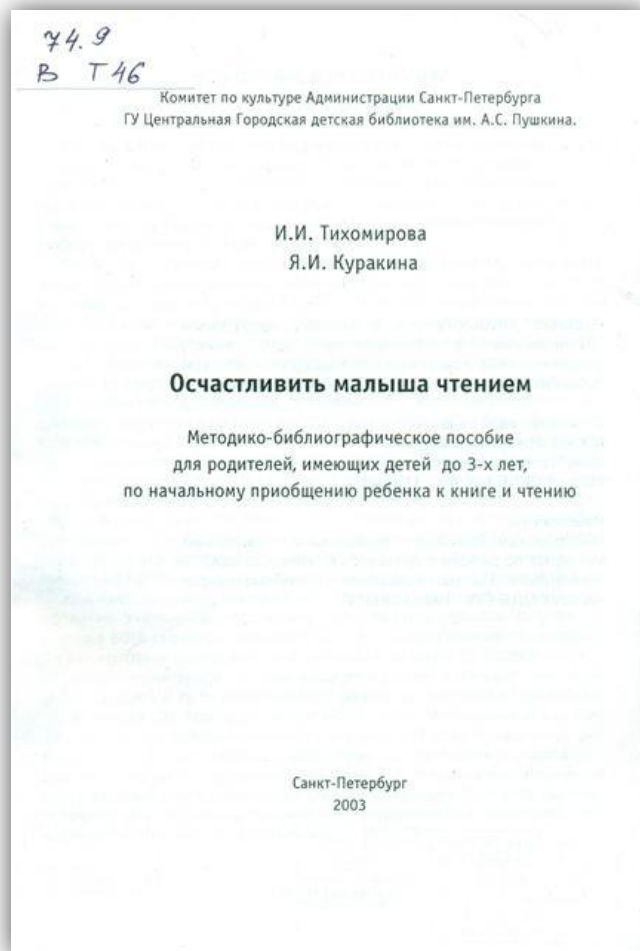 74.9
В Т46
Комитет по культуре Администрации Санкт-Петербурга
ГУ Центральная Городская детская библиотека им. А.С. Пушкина.
И.И. Тихомирова
Я.И. Куракина
Осчастливить малыша чтением
Методико-библиографическое пособие
для родителей, имеющих детей до 3-х лет,
по начальному приобщению ребенка к книге и чтению
Санкт-Петербург
2003